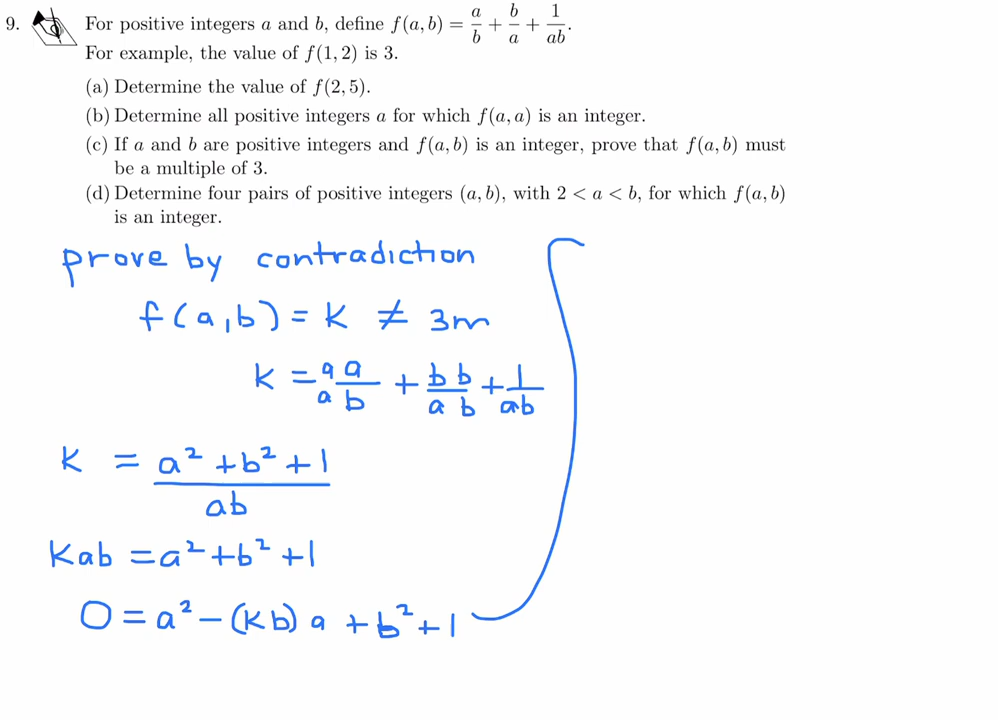 9. For positive integers a and b, define f(a, b) = a/b + b/a + 1/ab.
For example, the value of f(1, 2) is 3.
(a) Determine the value of f(2, 5).
(b) Determine all positive integers a for which f(a, a) is an integer.
(c) If a and b are positive integers and f(a, b) is an integer, prove that f(a, b) must
be a multiple of 3.
(d) Determine four pairs of positive integers (a, b), with 2 < a < b, for which f(a, b)
is an integer.
prove by contradiction
f(a,b) = K ≠ 3m
K = a a/a b + b b/a b + 1/ab
K = a² + b² + 1/ab
Kab = a² + b² + 1
0 = a² - (Kb) a + b² + 1